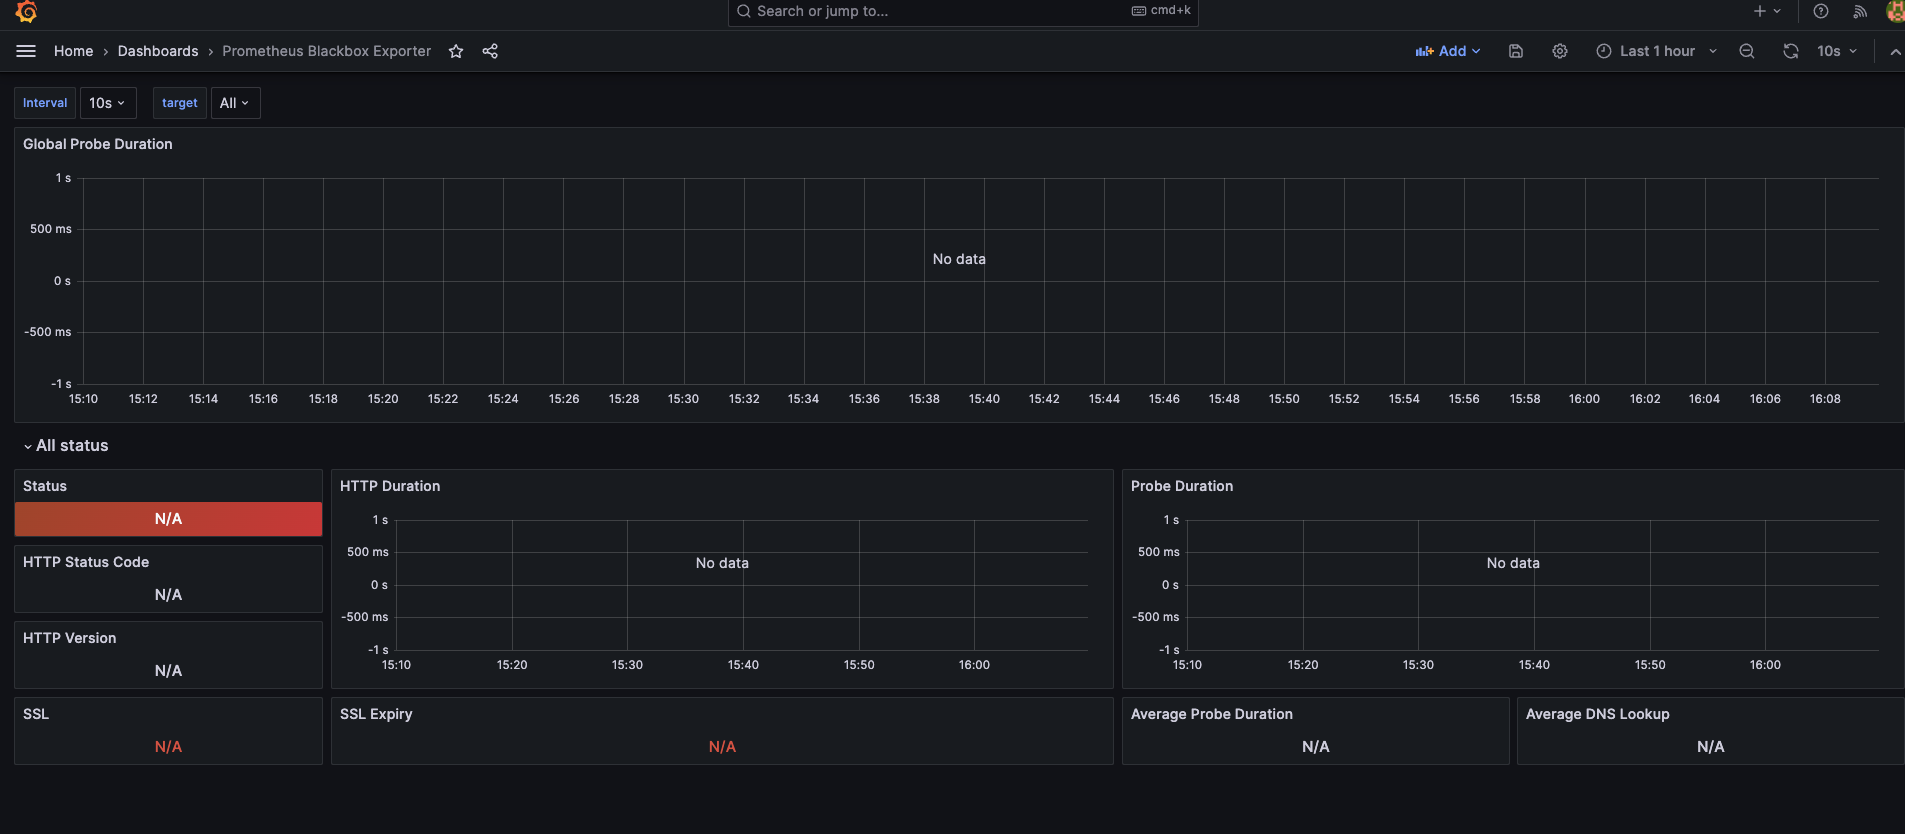 Search or jump to... cmd+k
Home › Dashboards › Prometheus Blackbox Exporter Add Last 1 hour 10s
Interval 10s target All
Global Probe Duration
1 s
500 ms
No data
0 s
-500 ms
-1 s
15:10 15:12 15:14 15:16 15:18 15:20 15:22 15:24 15:26 15:28 15:30 15:32 15:34 15:36 15:38 15:40 15:42 15:44 15:46 15:48 15:50 15:52 15:54 15:56 15:58 16:00 16:02 16:04 16:06 16:08
All status
Status
N/A
HTTP Status Code
N/A
HTTP Version
N/A
HTTP Duration
1 s
500 ms
No data
0 s
-500 ms
-1 s
15:10 15:20 15:30 15:40 15:50 16:00
Probe Duration
1 s
500 ms
No data
0 s
-500 ms
-1 s
15:10 15:20 15:30 15:40 15:50 16:00
SSL
N/A
SSL Expiry
N/A
Average Probe Duration
N/A
Average DNS Lookup
N/A